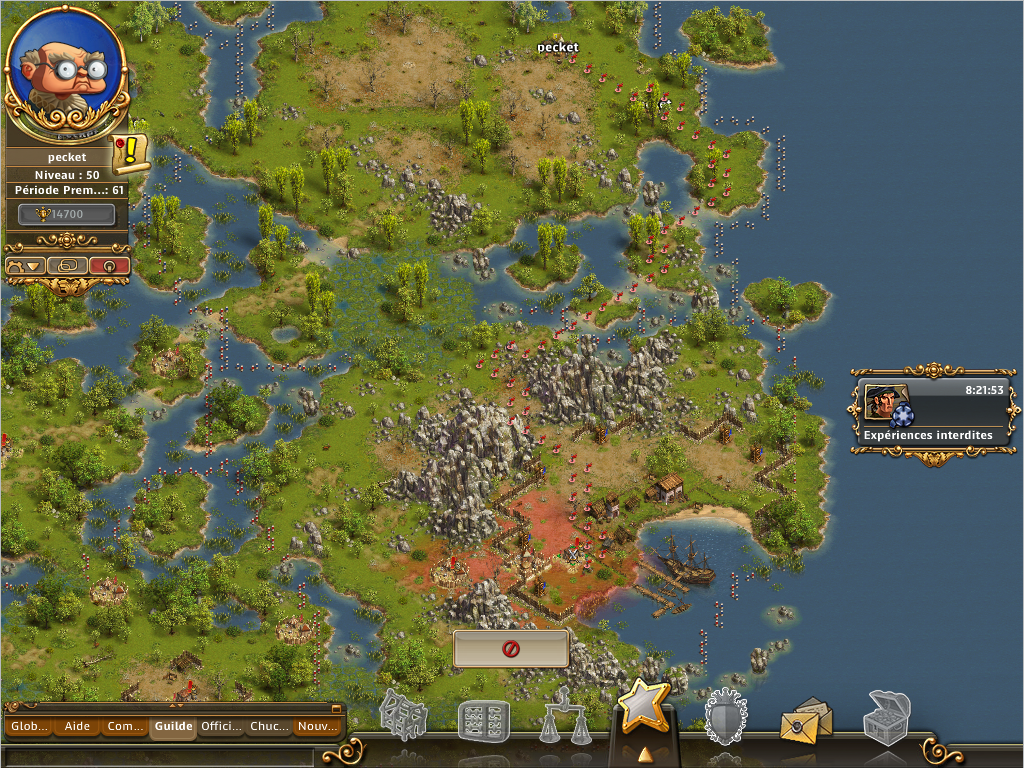 pecket
pecket
Niveau : 50
Période Prem...: 61
14700
8:21:53
Expériences interdites
Glob... Aide Com... Guilde Offici... Chuc... Nouv...